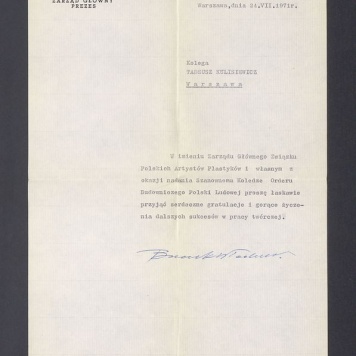 ZARZĄD GŁÓWNY
PREZES
Warszawa, dnia 24.VII.1971r.
Kolega
TADEUSZ KULISIEWICZ
W a r s z a w a
W imieniu Zarządu Głównego Związku
Polskich Artystów Plastyków i własnym z
okazji nadania Szanownemu Koledze Orderu
Budowniczego Polski Ludowej proszę łaskawie
przyjąć serdeczne gratulacje i gorące życze-
nia dalszych sukcesów w pracy twórczej.